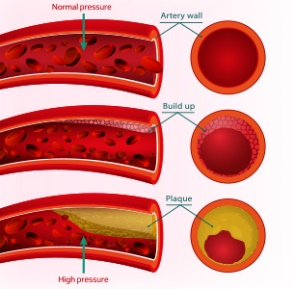 Normal pressure
Artery wall
Build up
Plaque
High pressure